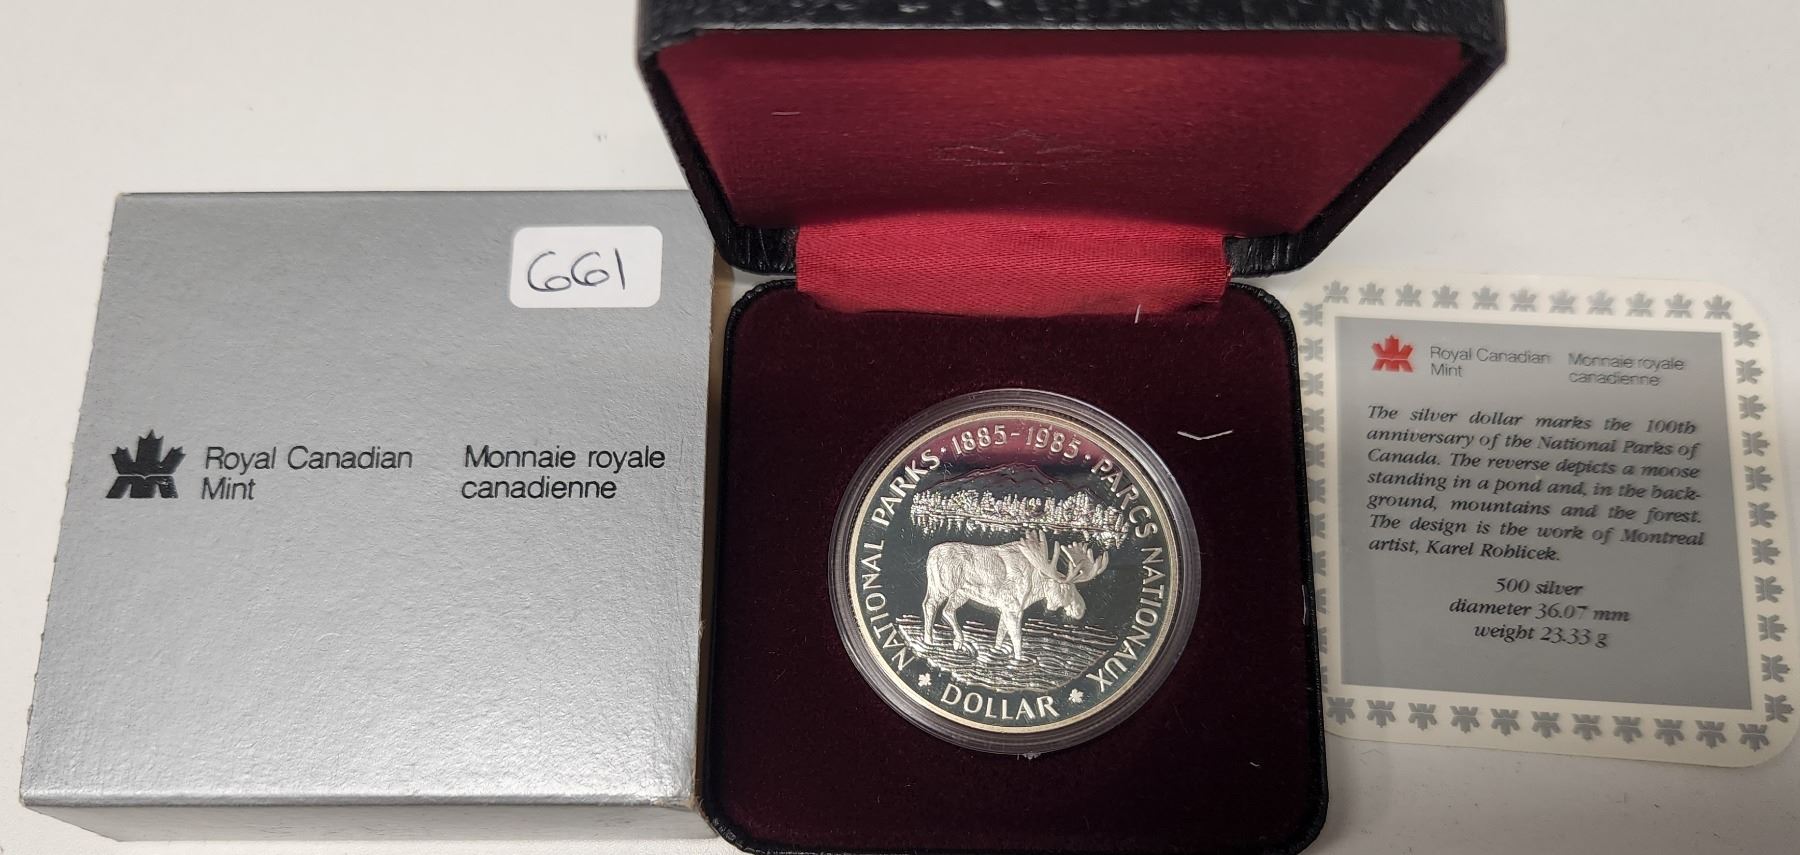 661
Royal Canadian
Mint
Monnaie royale
canadienne
NATIONAL PARKS · 1885-1985 · PARCS NATIONAUX
DOLLAR
Royal Canadian
Mint
Monnaie royale
canadienne
The silver dollar marks the 100th
anniversary of the National Parks of
Canada. The reverse depicts a moose
standing in a pond and, in the back-
ground, mountains and the forest.
The design is the work of Montreal
artist, Karel Rohlicek.
500 silver
diameter 36.07 mm
weight 23.33 g